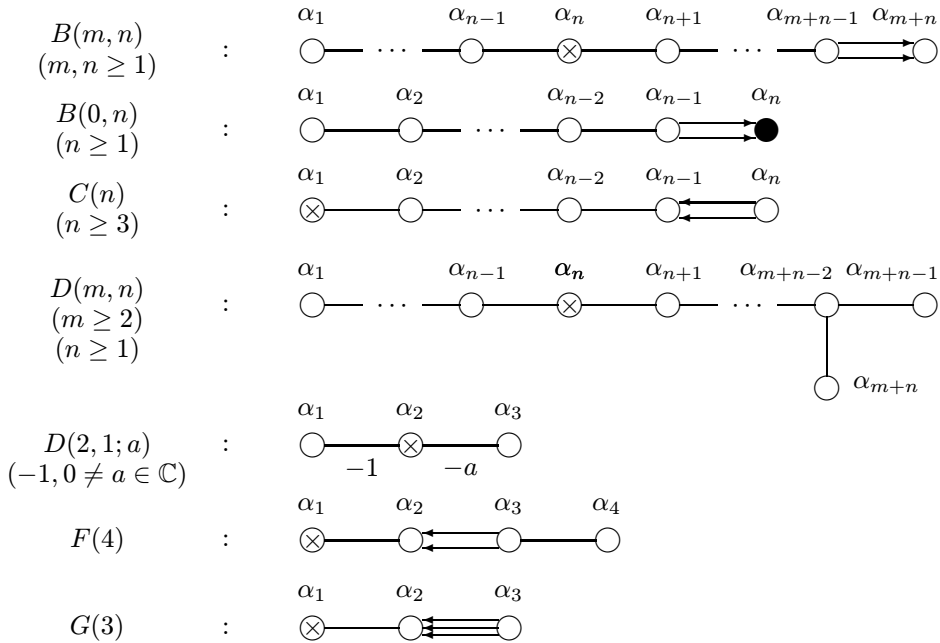 α₁ αₙ₋₁ αₙ αₙ₊₁ αₘ₊ₙ₋₁ αₘ₊ₙ
B(m, n) : ··· ···
(m, n ≥ 1)
α₁ α₂ αₙ₋₂ αₙ₋₁ αₙ
B(0, n) : ···
(n ≥ 1)
α₁ α₂ αₙ₋₂ αₙ₋₁ αₙ
C(n) : ···
(n ≥ 3)
α₁ αₙ₋₁ αₙ αₙ₊₁ αₘ₊ₙ₋₂ αₘ₊ₙ₋₁
D(m, n) : ··· ···
(m ≥ 2)
(n ≥ 1)
αₘ₊ₙ
α₁ α₂ α₃
D(2, 1; a) :
−1 −a
(−1, 0 ≠ a ∈ ℂ)
α₁ α₂ α₃ α₄
F(4) :
α₁ α₂ α₃
G(3) :